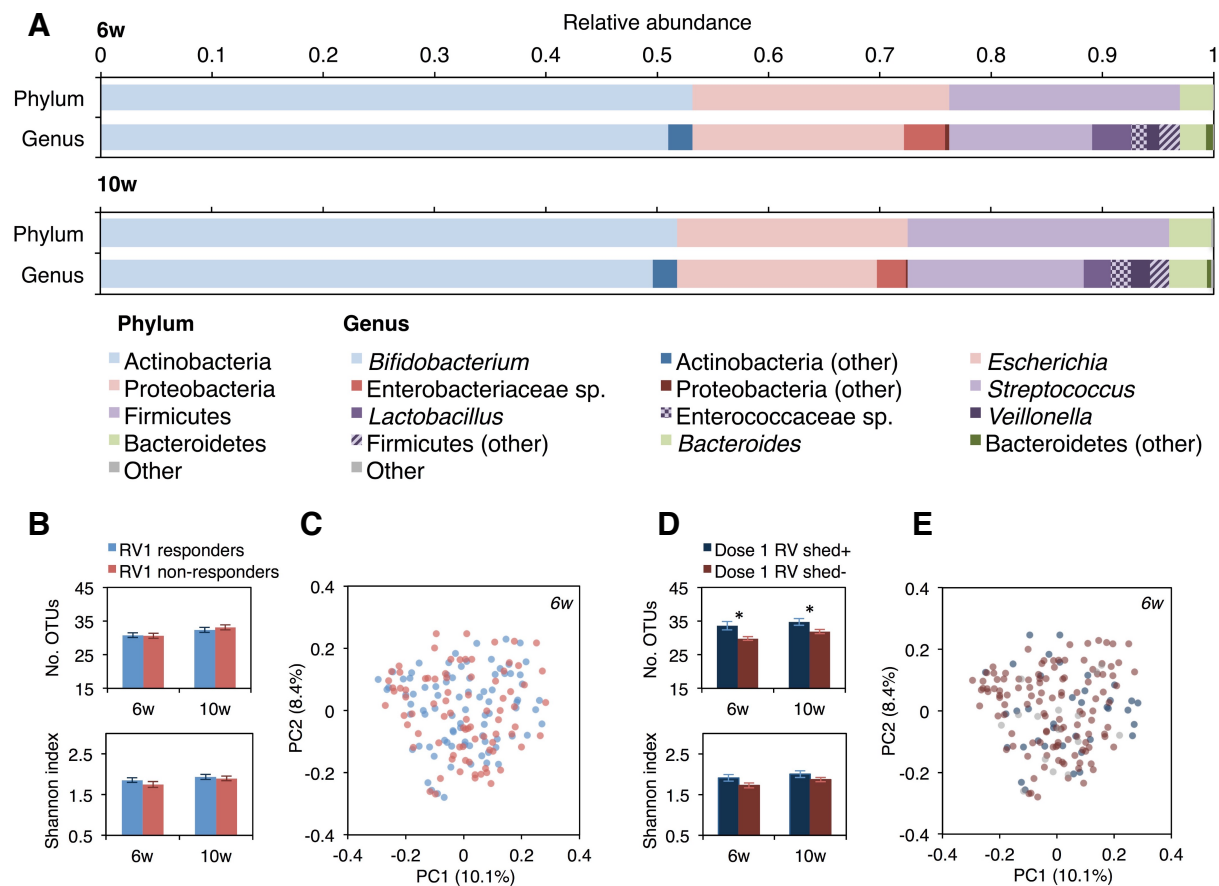 A
6w
Relative abundance
0 0.1 0.2 0.3 0.4 0.5 0.6 0.7 0.8 0.9 1
Phylum
Genus
10w
Phylum
Genus
Phylum Genus
Actinobacteria Bifidobacterium Actinobacteria (other) Escherichia
Proteobacteria Enterobacteriaceae sp. Proteobacteria (other) Streptococcus
Firmicutes Lactobacillus Enterococcaceae sp. Veillonella
Bacteroidetes Firmicutes (other) Bacteroides Bacteroidetes (other)
Other Other
B
RV1 responders
RV1 non-responders
No. OTUs
45
35
25
15
6w 10w
Shannon index
2.5
1.5
0.5
6w 10w
C
6w
PC2 (8.4%)
0.4
0.2
0
-0.2
-0.4
-0.4 -0.2 0 0.2 0.4
PC1 (10.1%)
D
Dose 1 RV shed+
Dose 1 RV shed-
No. OTUs
45
35
25
15
* *
6w 10w
Shannon index
2.5
1.5
0.5
6w 10w
E
6w
PC2 (8.4%)
0.4
0.2
0
-0.2
-0.4
-0.4 -0.2 0 0.2 0.4
PC1 (10.1%)